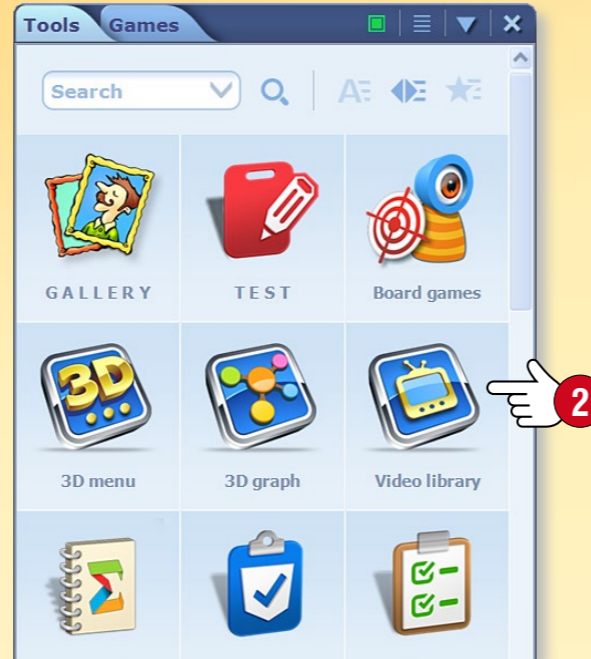 Tools Games
Search
A
GALLERY TEST Board games
3D
3D menu 3D graph Video library
2
Σ